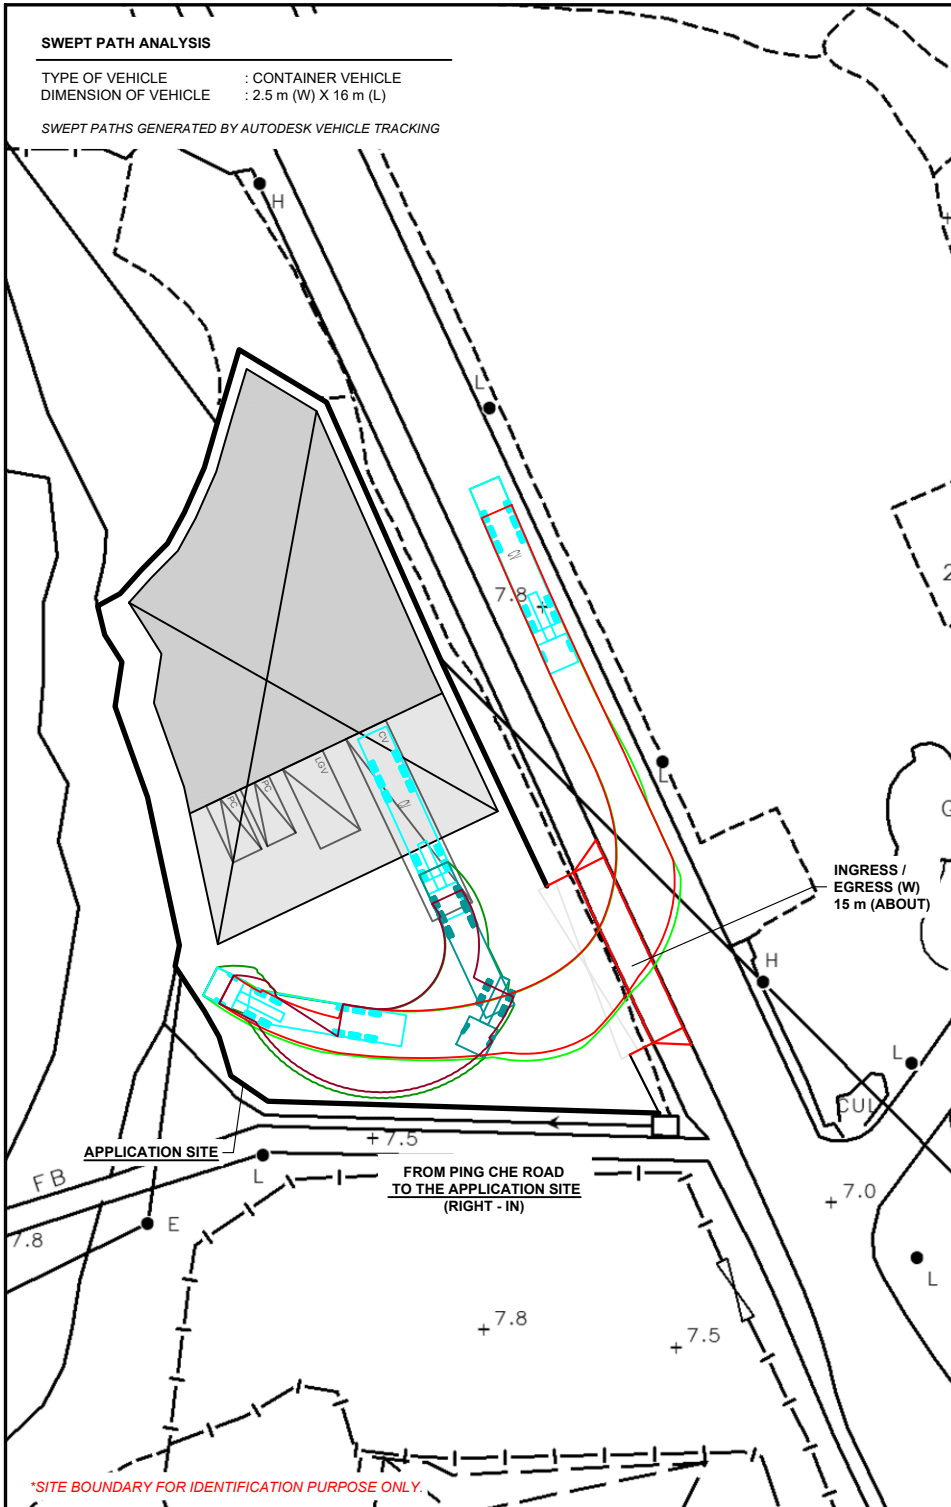 SWEPT PATH ANALYSIS
TYPE OF VEHICLE : CONTAINER VEHICLE
DIMENSION OF VEHICLE : 2.5 m (W) X 16 m (L)
SWEPT PATHS GENERATED BY AUTODESK VEHICLE TRACKING
H
L
7.8
CV
CV
LGV
PC
PC
CV
L
INGRESS /
EGRESS (W)
15 m (ABOUT)
H
L
CUL
7.5
APPLICATION SITE
FROM PING CHE ROAD
TO THE APPLICATION SITE
(RIGHT - IN)
FB
L
E
7.8
7.0
L
7.8
7.5
*SITE BOUNDARY FOR IDENTIFICATION PURPOSE ONLY.